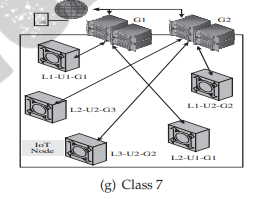 G1 G2
L1-U1-G1
L1-U2-G2
L2-U2-G3
IoT
Node
L3-U2-G2
L2-U1-G1
(g) Class 7